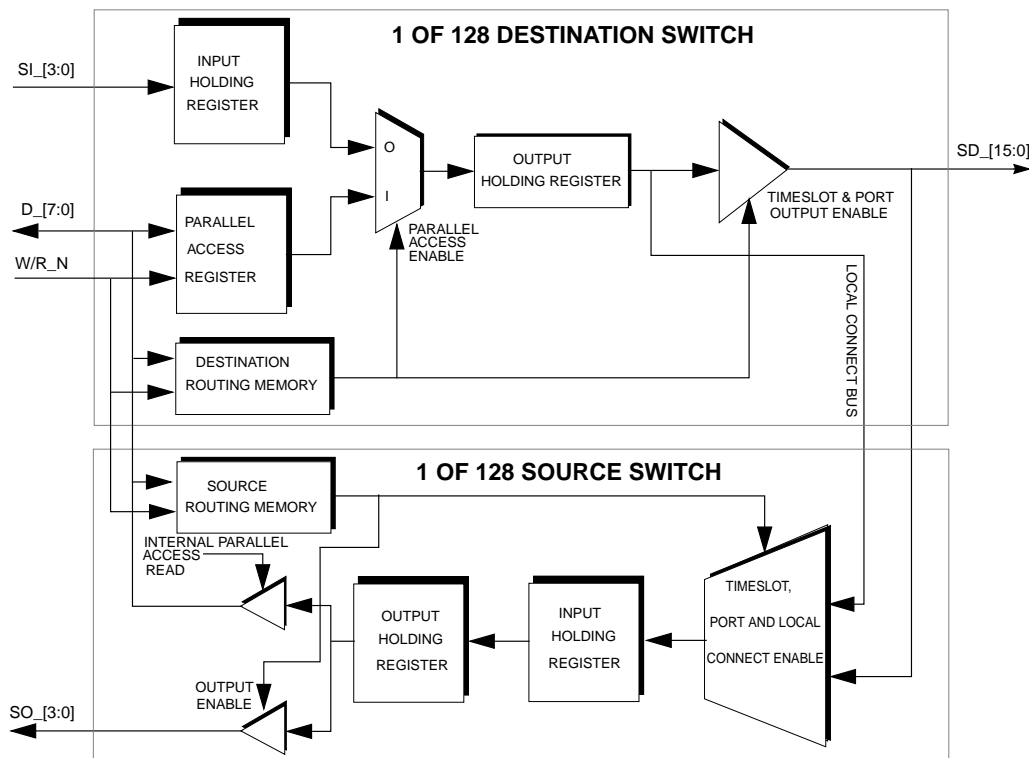 1 OF 128 DESTINATION SWITCH
SI_[3:0]
INPUT
HOLDING
REGISTER
O
I
OUTPUT
HOLDING REGISTER
SD_[15:0]
TIMESLOT & PORT
OUTPUT ENABLE
D_[7:0]
PARALLEL
ACCESS
REGISTER
PARALLEL
ACCESS
ENABLE
W/R_N
DESTINATION
ROUTING MEMORY
LOCAL CONNECT BUS
1 OF 128 SOURCE SWITCH
SOURCE
ROUTING MEMORY
INTERNAL PARALLEL
ACCESS
READ
OUTPUT
HOLDING
REGISTER
INPUT
HOLDING
REGISTER
TIMESLOT,
PORT AND LOCAL
CONNECT ENABLE
OUTPUT
ENABLE
SO_[3:0]